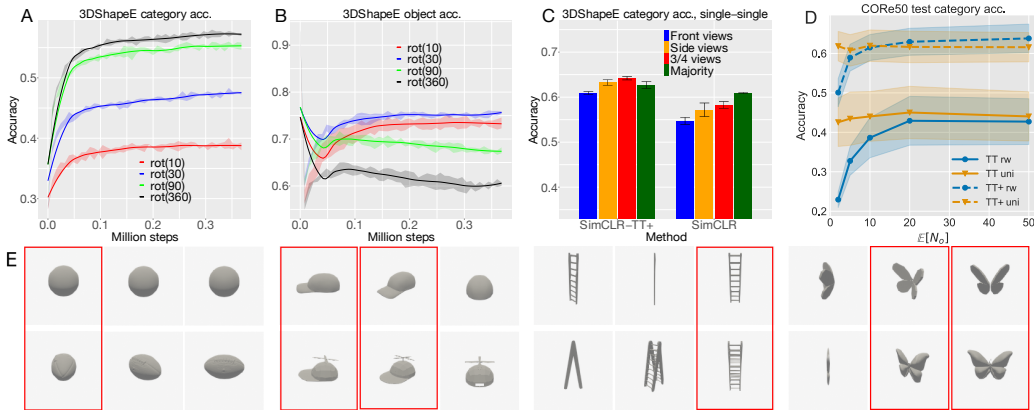 A
3DShapeE category acc.
Accuracy
0.5
0.4
0.3
rot(10)
rot(30)
rot(90)
rot(360)
0.0
0.1
0.2
0.3
Million steps
B
3DShapeE object acc.
Accuracy
0.9
0.8
0.7
0.6
rot(10)
rot(30)
rot(90)
rot(360)
0.0
0.1
0.2
0.3
Million steps
C
3DShapeE category acc., single-single
Accuracy
0.7
0.6
0.5
0.4
Front views
Side views
3/4 views
Majority
SimCLR-TT+
SimCLR
Method
D
CORe50 test category acc.
Accuracy
0.6
0.5
0.4
0.3
0.2
TT rw
TT uni
TT+ rw
TT+ uni
0
10
20
30
40
50
𝔼[N_o]
E